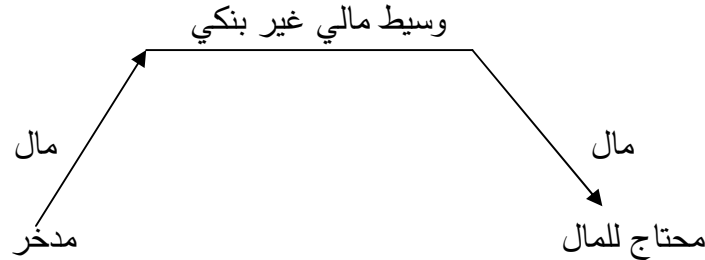 وسيط مالي غير بنكي
مال
مال
محتاج للمال
مدخر